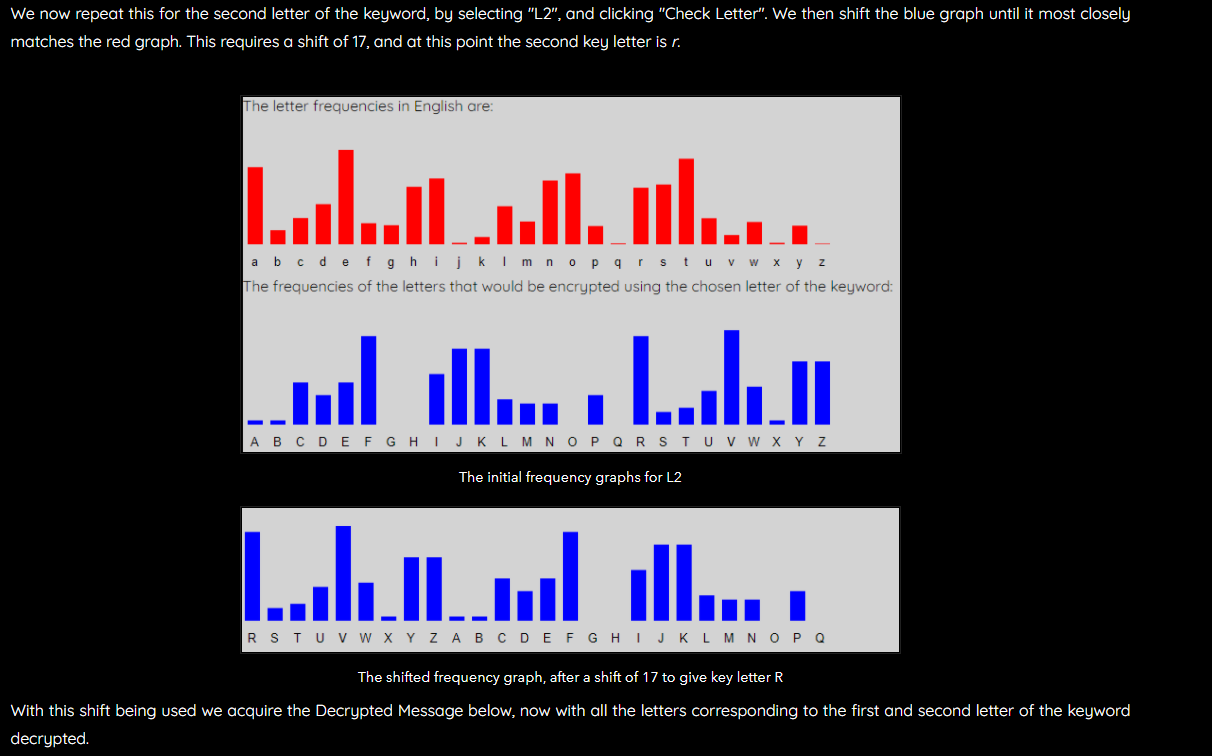 We now repeat this for the second letter of the keyword, by selecting "L2", and clicking "Check Letter". We then shift the blue graph until it most closely
matches the red graph. This requires a shift of 17, and at this point the second key letter is r.
The letter frequencies in English are:
a b c d e f g h i j k l m n o p q r s t u v w x y z
The frequencies of the letters that would be encrypted using the chosen letter of the keyword:
A B C D E F G H I J K L M N O P Q R S T U V W X Y Z
The initial frequency graphs for L2
R S T U V W X Y Z A B C D E F G H I J K L M N O P Q
The shifted frequency graph, after a shift of 17 to give key letter R
With this shift being used we acquire the Decrypted Message below, now with all the letters corresponding to the first and second letter of the keyword
decrypted.